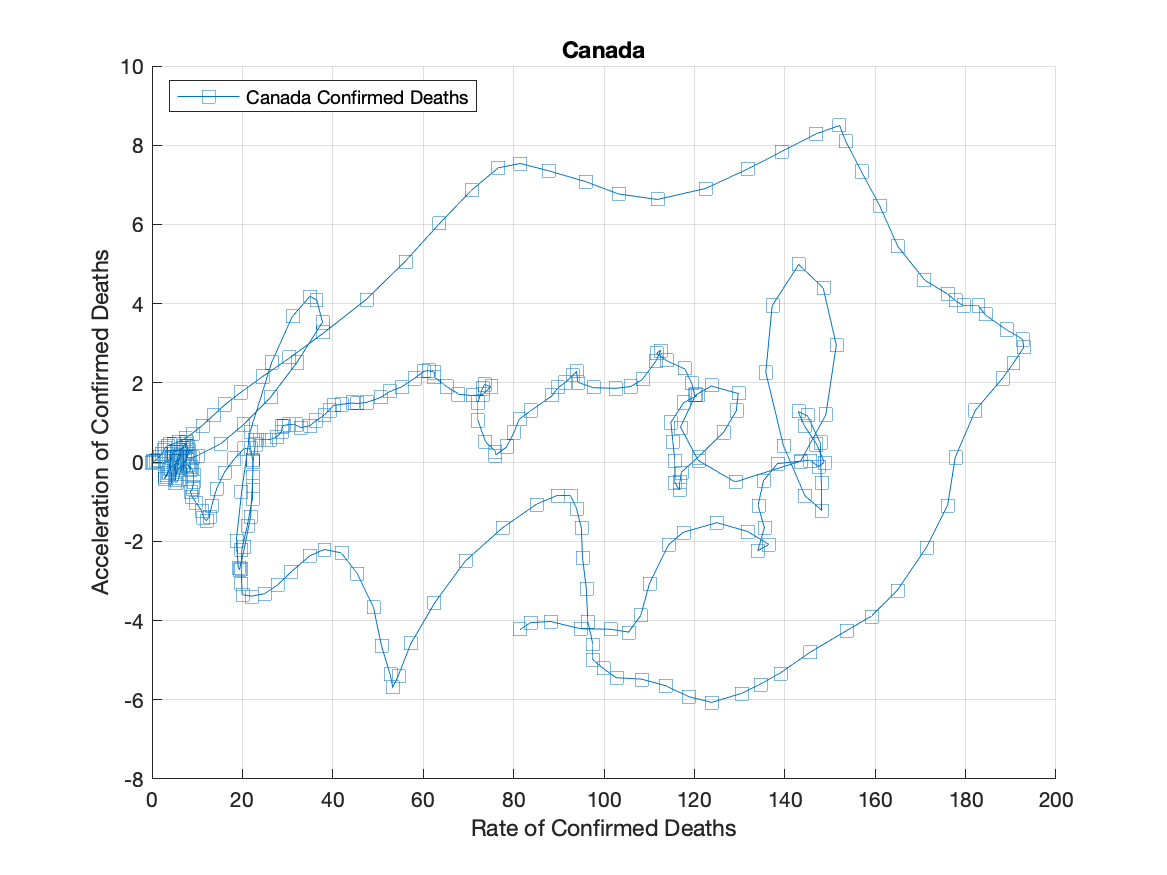 Canada
Canada Confirmed Deaths
10
8
6
4
2
0
-2
-4
-6
-8
Acceleration of Confirmed Deaths
0 20 40 60 80 100 120 140 160 180 200
Rate of Confirmed Deaths